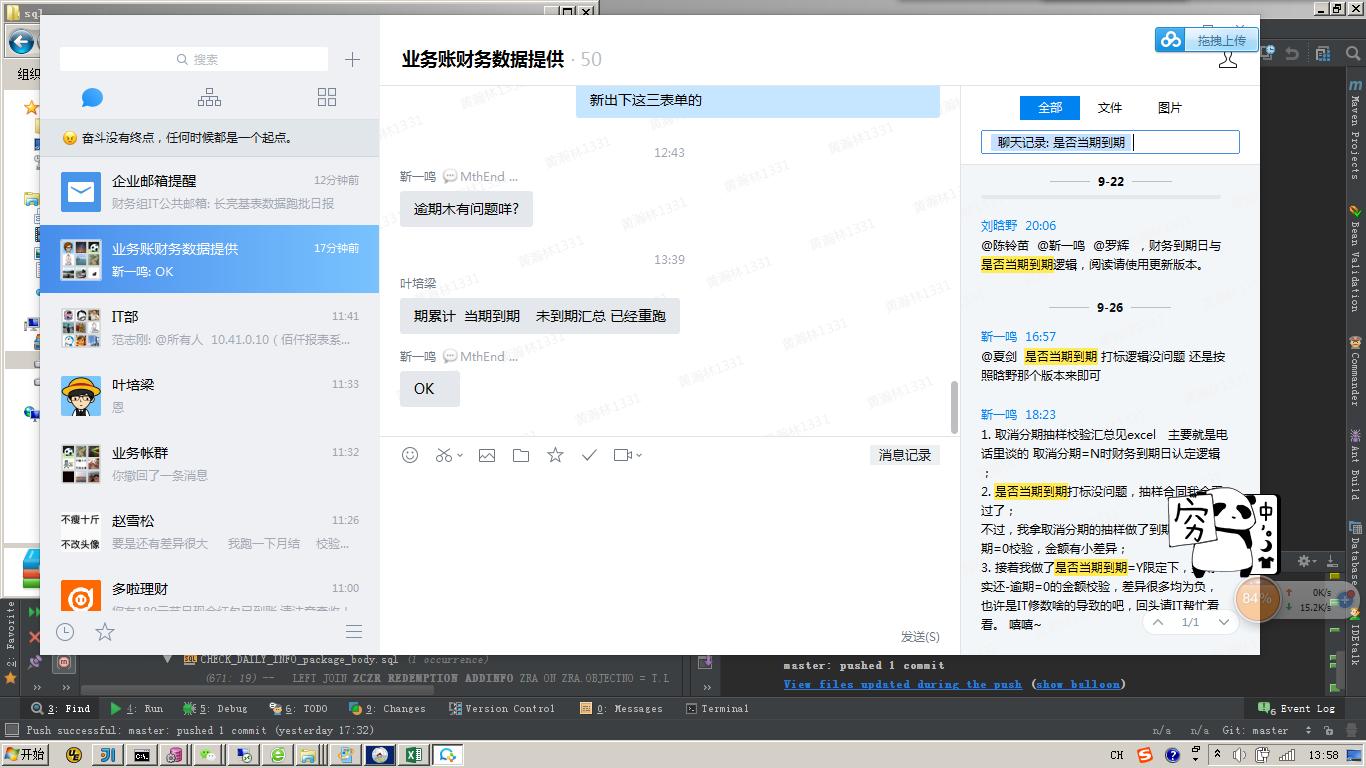 sql
组织
搜索
奋斗没有终点，任何时候都是一个起点。
企业邮箱提醒
12分钟前
财务组IT公共邮箱: 长亮基表数据跑批日报
业务账财务数据提供
17分钟前
靳一鸣: OK
IT部
11:41
范志刚: @所有人 10.41.0.10（佰仟报表系...
叶培梁
11:33
恩
业务帐群
11:32
你撤回了一条消息
不瘦十斤
不改头像
赵雪松
11:26
要是还有差异很大 我跑一下月结 校验...
多啦理财
11:00
业务账财务数据提供 · 50
新出下这三表单的
12:43
靳一鸣 MthEnd ...
逾期木有问题咩?
13:39
叶培梁
期累计 当期到期 未到期汇总 已经重跑
靳一鸣 MthEnd ...
OK
黄瀚林1331
消息记录
发送(S)
拖拽上传
全部 文件 图片
聊天记录: 是否当期到期
9-22
刘晗野 20:06
@陈铃苗 @靳一鸣 @罗辉 ，财务到期日与
是否当期到期逻辑，阅读请使用更新版本。
9-26
靳一鸣 16:57
@夏剑 是否当期到期 打标逻辑没问题 还是按
照晗野那个版本来即可
靳一鸣 18:23
1. 取消分期抽样校验汇总见excel 主要就是电
话里谈的 取消分期=N时财务到期日认定逻辑
；
2. 是否当期到期打标没问题，抽样合同我
过了；
不过，我拿取消分期的抽样做了到期
期=0校验，金额有小差异；
3. 接着我做了是否当期到期=Y限定下，
实还-逾期=0的金额校验，差异很多均为负，
也许是IT修数啥的导致的吧，回头请IT帮忙看
看。 嘻嘻~
1/1
穷
中
84%
0K/s
15.2K/s
Maven Projects
Bean Validation
Commander
Ant Build
Database
IDEtalk
2: Favorite
CHECK_DAILY_INFO_package_body.sql (1 occurrence)
(671: 19) -- LEFT JOIN ZCZR_REDEMPTION_ADDINFO ZRA ON ZRA.OBJECTNO = T.L
master: pushed 1 commit
View files updated during the push (show balloon)
3: Find 4: Run 5: Debug 6: TODO 9: Changes Version Control 0: Messages Terminal
6 Event Log
Push successful: master: pushed 1 commit (yesterday 17:32)
n/a n/a Git: master
开始
CH
13:58